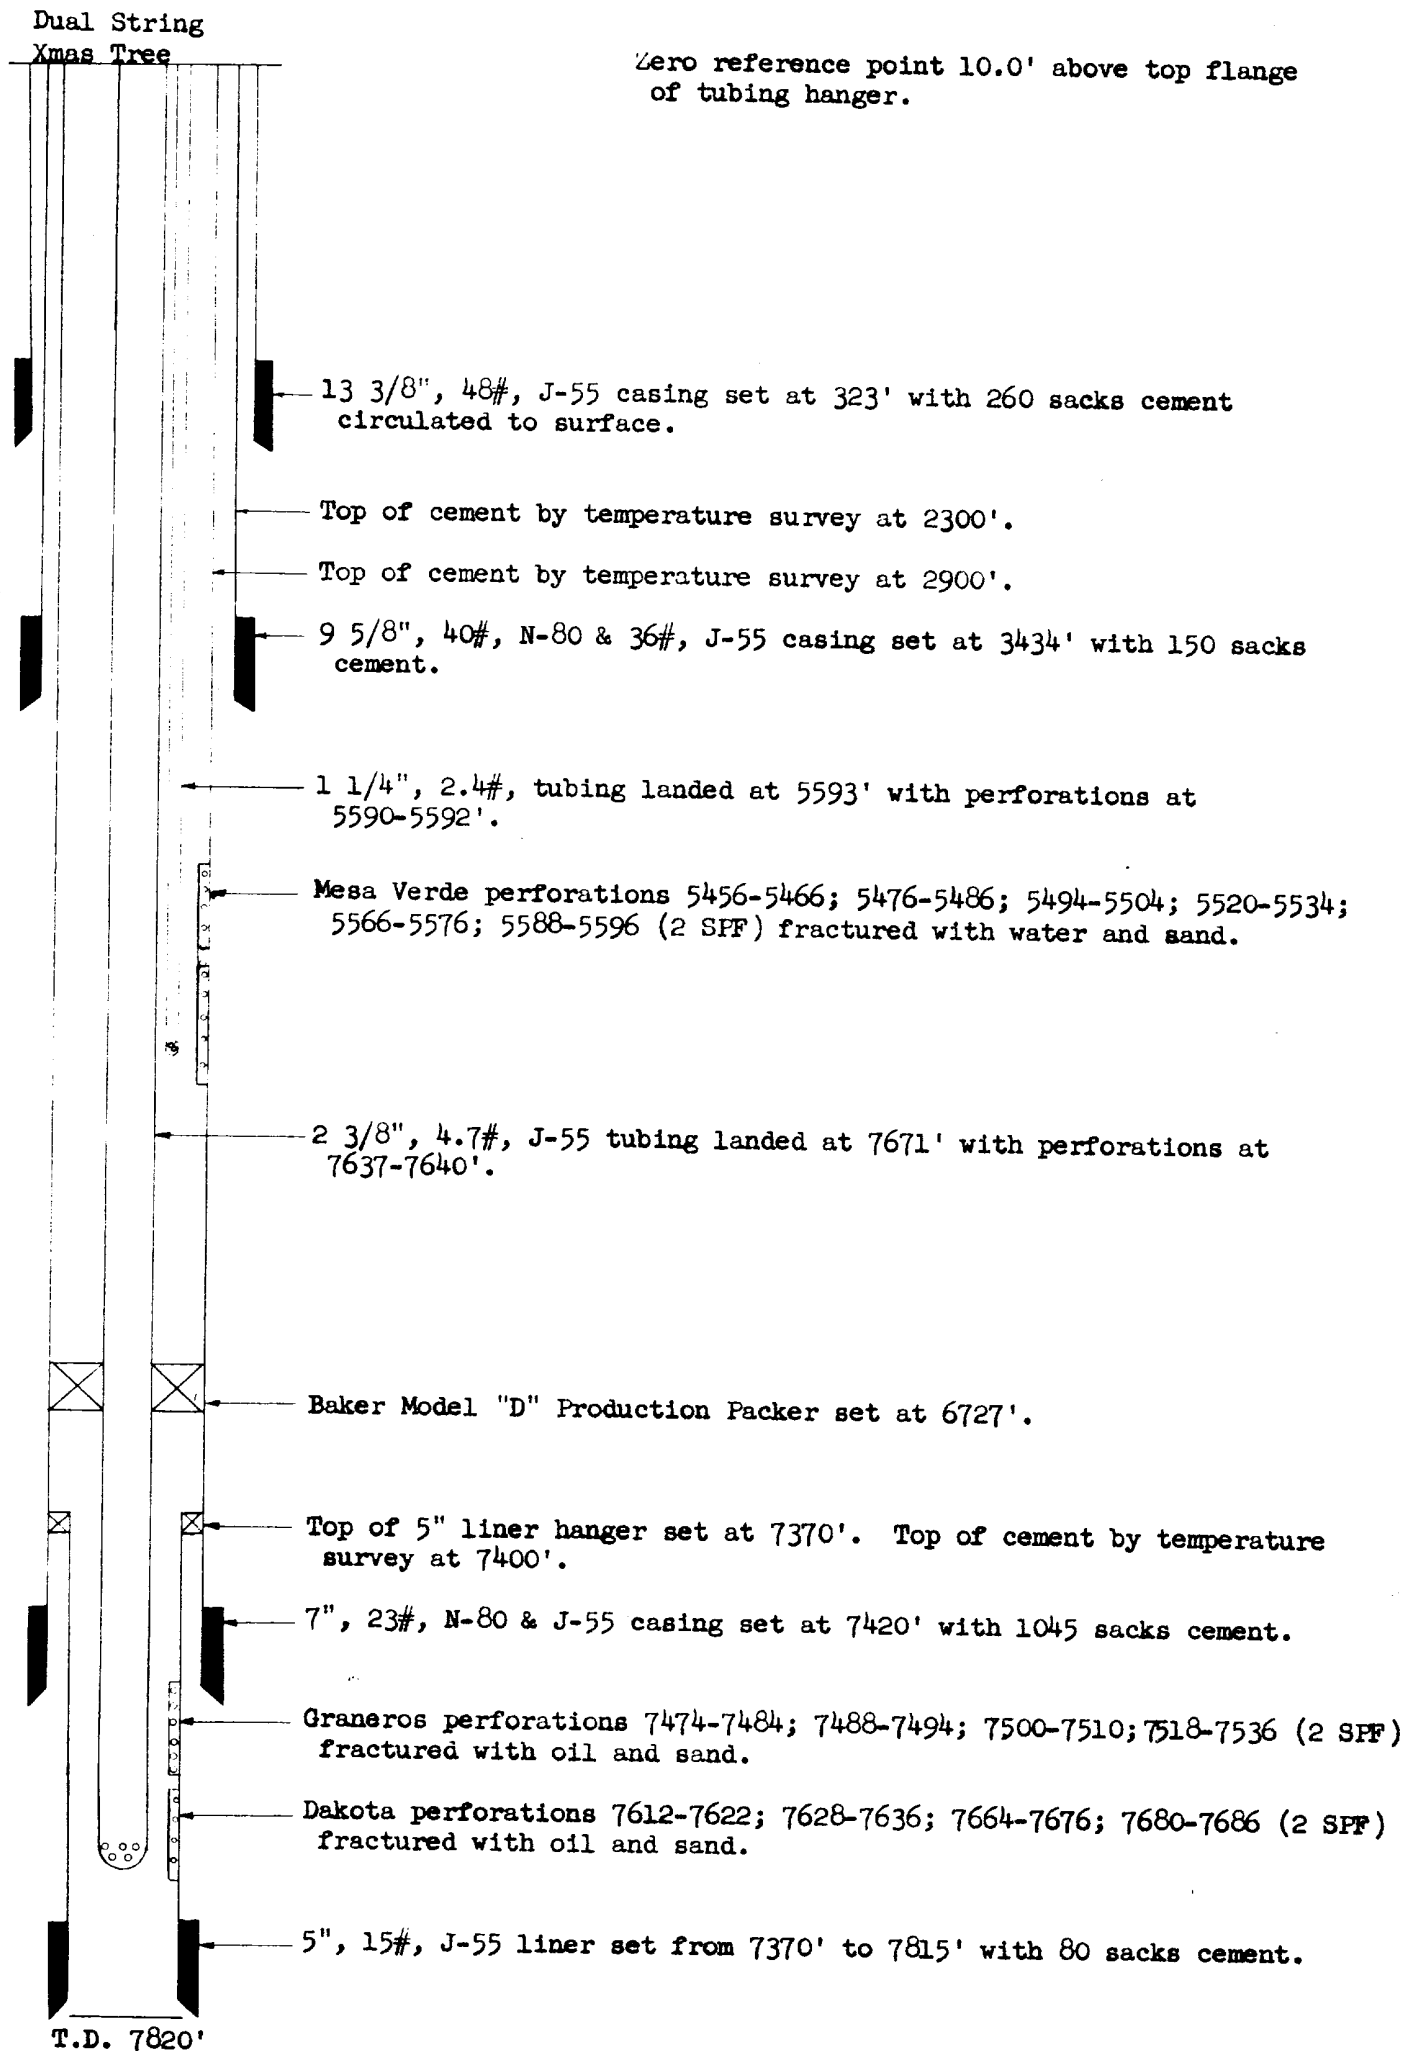 Dual String
Xmas Tree
Zero reference point 10.0' above top flange
of tubing hanger.
13 3/8", 48#, J-55 casing set at 323' with 260 sacks cement
circulated to surface.
Top of cement by temperature survey at 2300'.
Top of cement by temperature survey at 2900'.
9 5/8", 40#, N-80 & 36#, J-55 casing set at 3434' with 150 sacks
cement.
1 1/4", 2.4#, tubing landed at 5593' with perforations at
5590-5592'.
Mesa Verde perforations 5456-5466; 5476-5486; 5494-5504; 5520-5534;
5566-5576; 5588-5596 (2 SPF) fractured with water and sand.
2 3/8", 4.7#, J-55 tubing landed at 7671' with perforations at
7637-7640'.
Baker Model "D" Production Packer set at 6727'.
Top of 5" liner hanger set at 7370'. Top of cement by temperature
survey at 7400'.
7", 23#, N-80 & J-55 casing set at 7420' with 1045 sacks cement.
Graneros perforations 7474-7484; 7488-7494; 7500-7510; 7518-7536 (2 SPF)
fractured with oil and sand.
Dakota perforations 7612-7622; 7628-7636; 7664-7676; 7680-7686 (2 SPF)
fractured with oil and sand.
5", 15#, J-55 liner set from 7370' to 7815' with 80 sacks cement.
T.D. 7820'